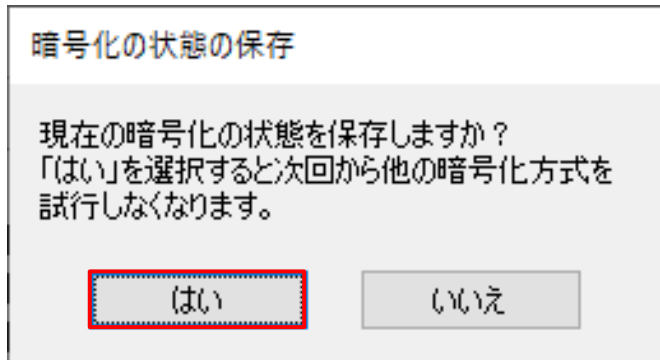 暗号化の状態の保存
現在の暗号化の状態を保存しますか？
「はい」を選択すると次回から他の暗号化方式を
試行しなくなります。
はい
いいえ